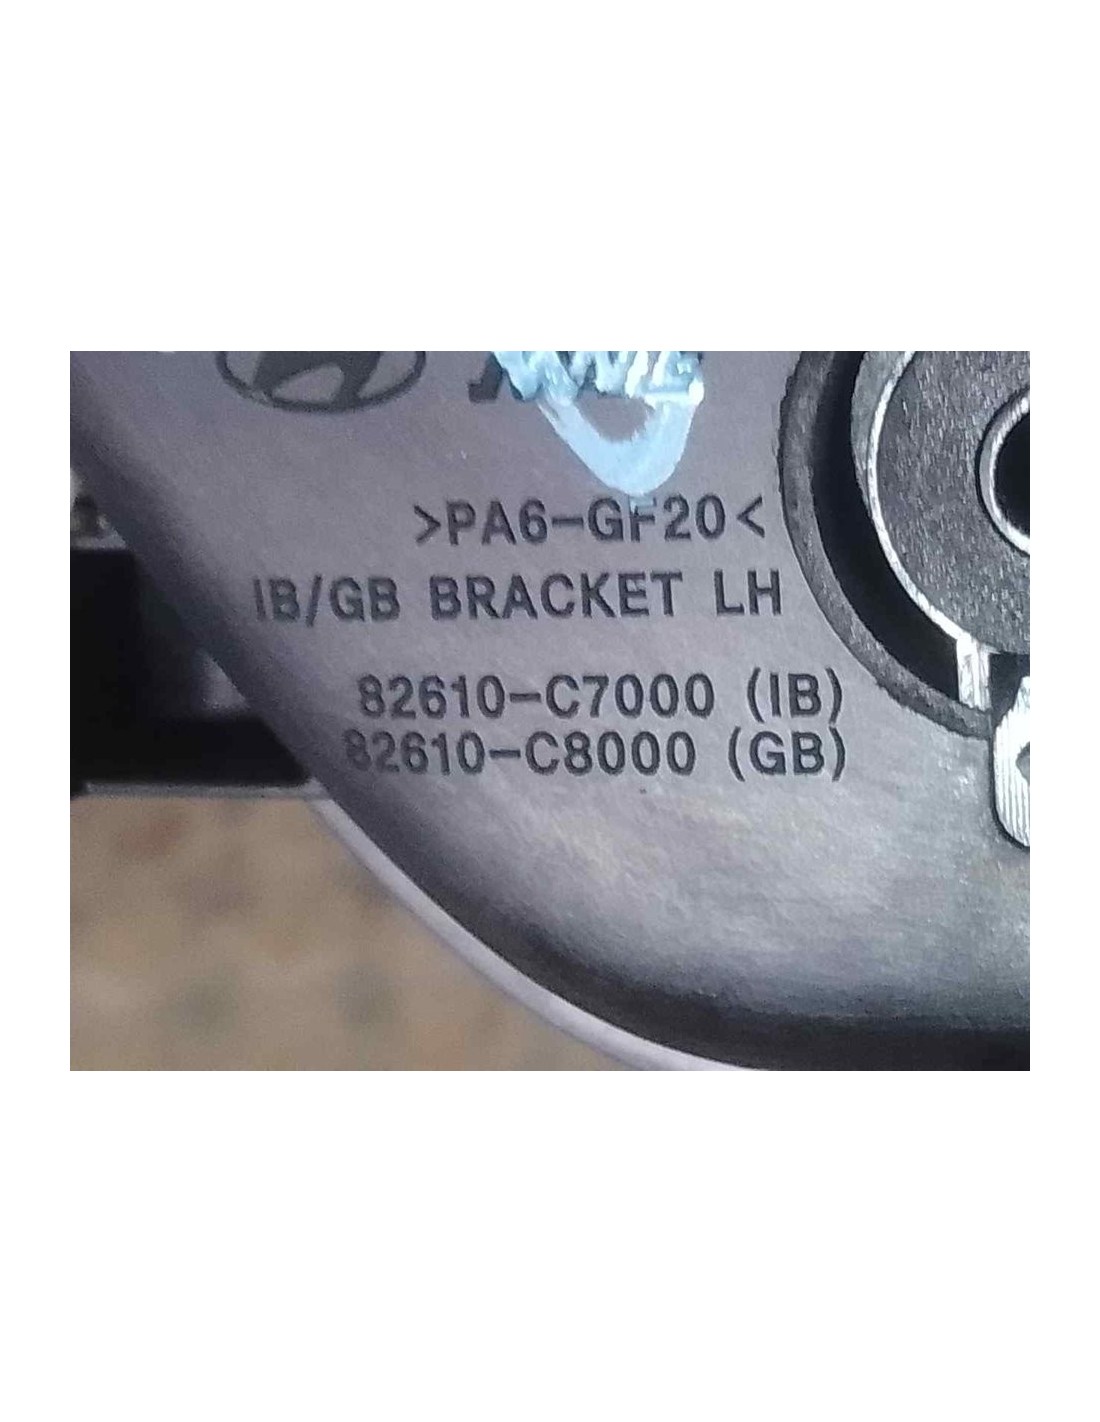 >PA6-GF20<
IB/GB BRACKET LH
82610-C7000 (IB)
82610-C8000 (GB)